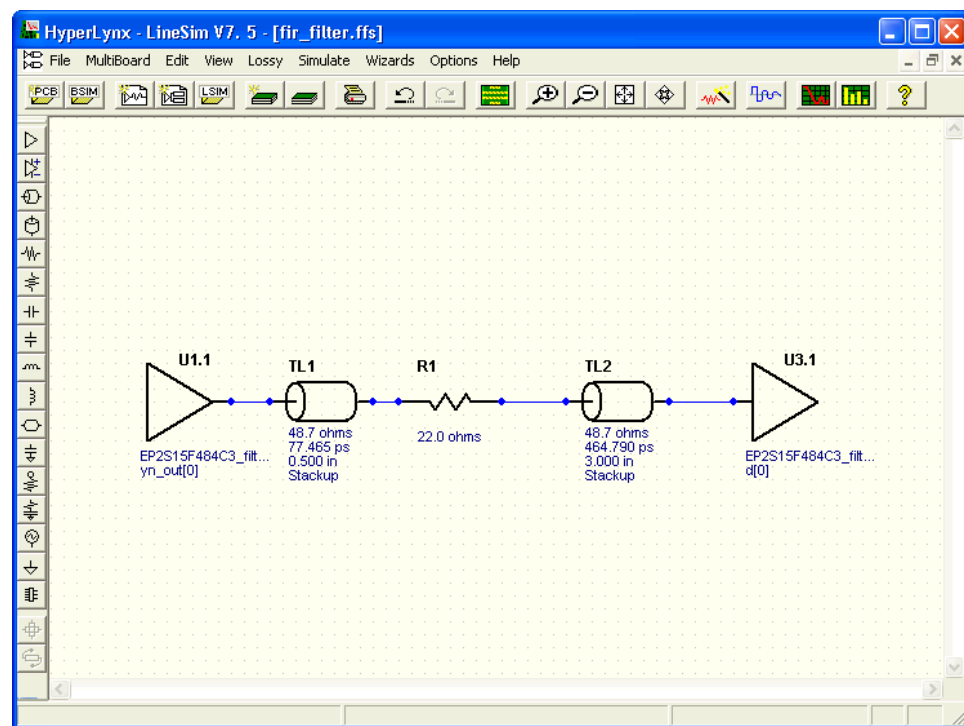 HyperLynx - LineSim V7. 5 - [fir_filter.ffs]
File MultiBoard Edit View Lossy Simulate Wizards Options Help
PCB BSIM LSIM
U1.1
TL1
R1
TL2
U3.1
EP2S15F484C3_filt...
yn_out[0]
48.7 ohms
77.465 ps
0.500 in
Stackup
22.0 ohms
48.7 ohms
464.790 ps
3.000 in
Stackup
EP2S15F484C3_filt...
d[0]